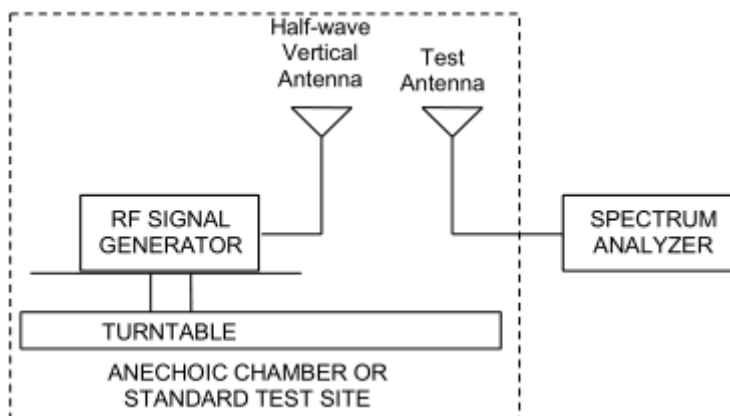 Half-wave
Vertical
Antenna
Test
Antenna
RF SIGNAL
GENERATOR
SPECTRUM
ANALYZER
TURNTABLE
ANECHOIC CHAMBER OR
STANDARD TEST SITE